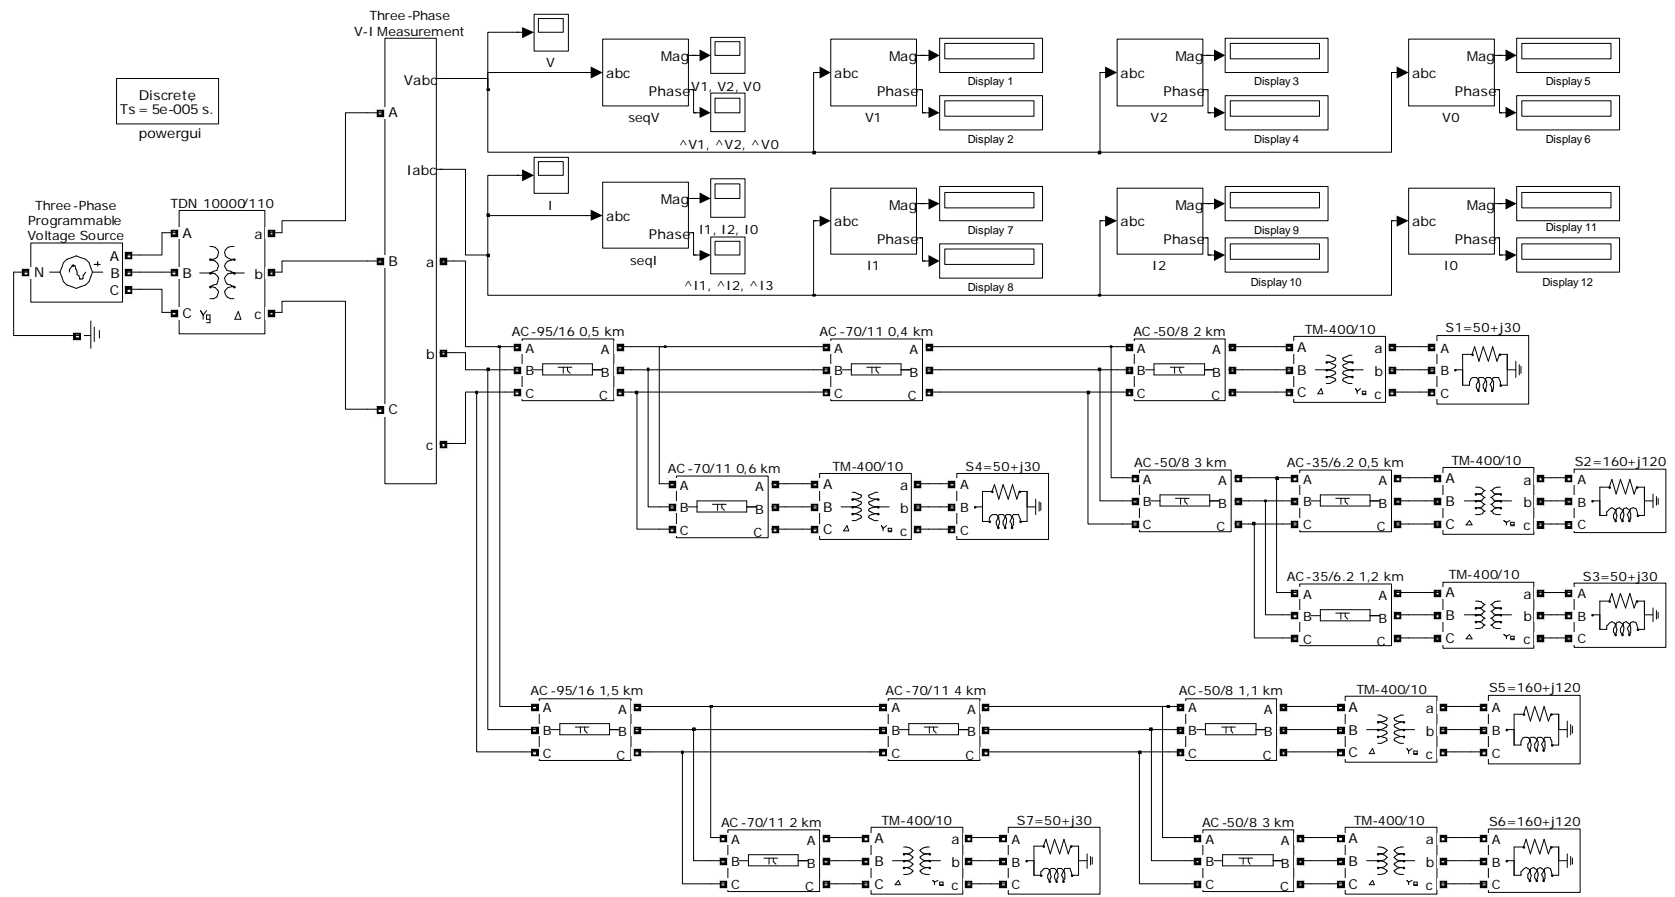 Three-Phase
V-I Measurement
Vabc
Iabc
A
B
C
a
b
c
Discrete,
Ts = 5e-005 s.
powergui
Three-Phase
Programmable
Voltage Source
N
+
A
B
C
TDN 10000/110
A
B
C
a
b
c
Yg
Δ
V
abc
Mag
Phase
seqV
V1, V2, V0
^V1, ^V2, ^V0
abc
Mag
Phase
V1
Display 1
Display 2
abc
Mag
Phase
V2
Display 3
Display 4
abc
Mag
Phase
V0
Display 5
Display 6
I
abc
Mag
Phase
seqI
I1, I2, I0
^I1, ^I2, ^I3
abc
Mag
Phase
I1
Display 7
Display 8
abc
Mag
Phase
I2
Display 9
Display 10
abc
Mag
Phase
I0
Display 11
Display 12
AC-95/16 0,5 km
A A
B B
C C
AC-70/11 0,4 km
A A
B B
C C
AC-50/8 2 km
A A
B B
C C
TM-400/10
A a
B b
C c
Δ Yg
S1=50+j30
A
B
C
AC-70/11 0,6 km
A A
B B
C C
TM-400/10
A a
B b
C c
Δ Yg
S4=50+j30
A
B
C
AC-50/8 3 km
A A
B B
C C
AC-35/6.2 0,5 km
A A
B B
C C
TM-400/10
A a
B b
C c
Δ Yg
S2=160+j120
A
B
C
AC-35/6.2 1,2 km
A A
B B
C C
TM-400/10
A a
B b
C c
Δ Yg
S3=50+j30
A
B
C
AC-95/16 1,5 km
A A
B B
C C
AC-70/11 4 km
A A
B B
C C
AC-50/8 1,1 km
A A
B B
C C
TM-400/10
A a
B b
C c
Δ Yg
S5=160+j120
A
B
C
AC-70/11 2 km
A A
B B
C C
TM-400/10
A a
B b
C c
Δ Yg
S7=50+j30
A
B
C
AC-50/8 3 km
A A
B B
C C
TM-400/10
A a
B b
C c
Δ Yg
S6=160+j120
A
B
C